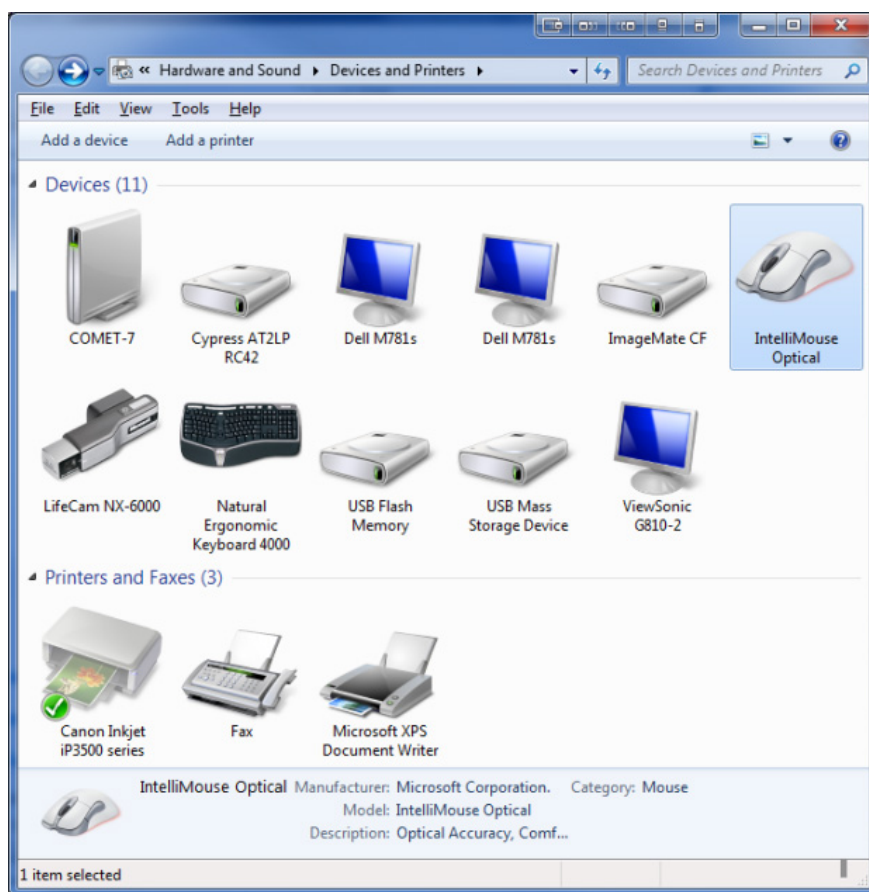 « Hardware and Sound ▸ Devices and Printers ▸
Search Devices and Printers
File Edit View Tools Help
Add a device Add a printer
Devices (11)
COMET-7
Cypress AT2LP
RC42
Dell M781s
Dell M781s
ImageMate CF
IntelliMouse
Optical
LifeCam NX-6000
Natural
Ergonomic
Keyboard 4000
USB Flash
Memory
USB Mass
Storage Device
ViewSonic
G810-2
Printers and Faxes (3)
Canon Inkjet
iP3500 series
Fax
Microsoft XPS
Document Writer
IntelliMouse Optical Manufacturer: Microsoft Corporation. Category: Mouse
Model: IntelliMouse Optical
Description: Optical Accuracy, Comf...
1 item selected